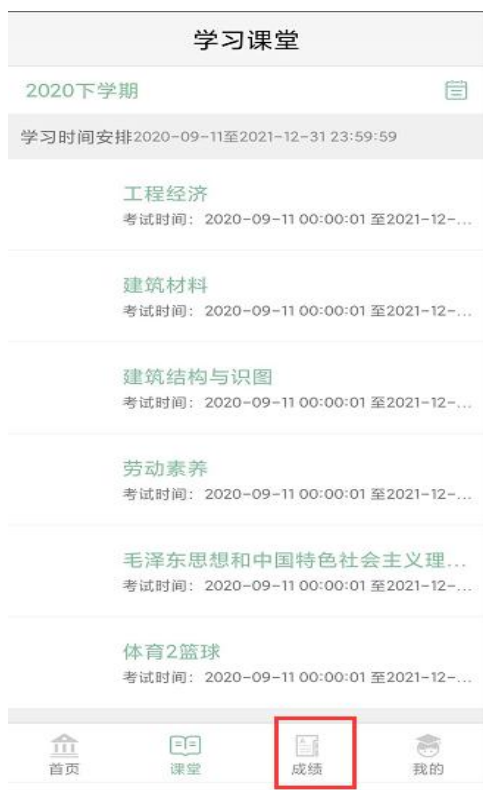 学习课堂
2020下学期
学习时间安排2020-09-11至2021-12-31 23:59:59
工程经济
考试时间：2020-09-11 00:00:01 至2021-12-...
建筑材料
考试时间：2020-09-11 00:00:01 至2021-12-...
建筑结构与识图
考试时间：2020-09-11 00:00:01 至2021-12-...
劳动素养
考试时间：2020-09-11 00:00:01 至2021-12-...
毛泽东思想和中国特色社会主义理...
考试时间：2020-09-11 00:00:01 至2021-12-...
体育2篮球
考试时间：2020-09-11 00:00:01 至2021-12-...
首页 课堂 成绩 我的